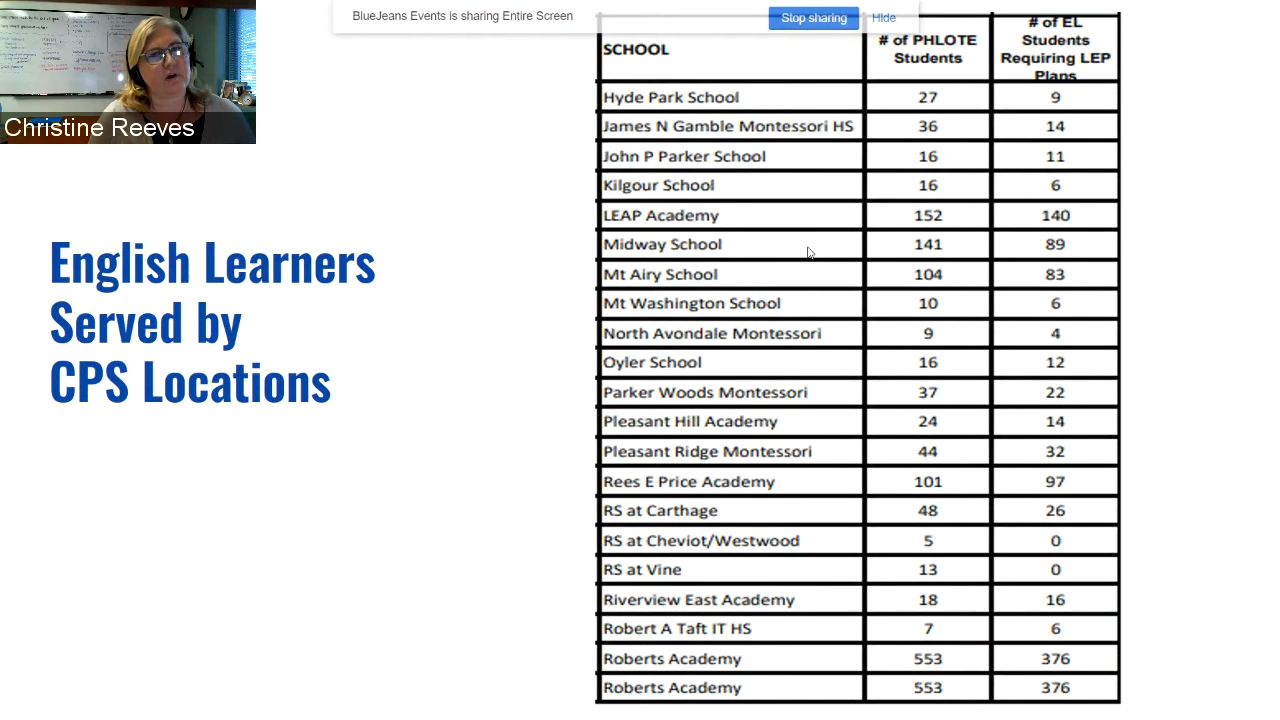 BlueJeans Events is sharing Entire Screen
Stop sharing
Hide
Christine Reeves
English Learners
Served by
CPS Locations
SCHOOL
# of PHLOTE
Students
# of EL
Students
Requiring LEP
Plans
Hyde Park School 27 9
James N Gamble Montessori HS 36 14
John P Parker School 16 11
Kilgour School 16 6
LEAP Academy 152 140
Midway School 141 89
Mt Airy School 104 83
Mt Washington School 10 6
North Avondale Montessori 9 4
Oyler School 16 12
Parker Woods Montessori 37 22
Pleasant Hill Academy 24 14
Pleasant Ridge Montessori 44 32
Rees E Price Academy 101 97
RS at Carthage 48 26
RS at Cheviot/Westwood 5 0
RS at Vine 13 0
Riverview East Academy 18 16
Robert A Taft IT HS 7 6
Roberts Academy 553 376
Roberts Academy 553 376